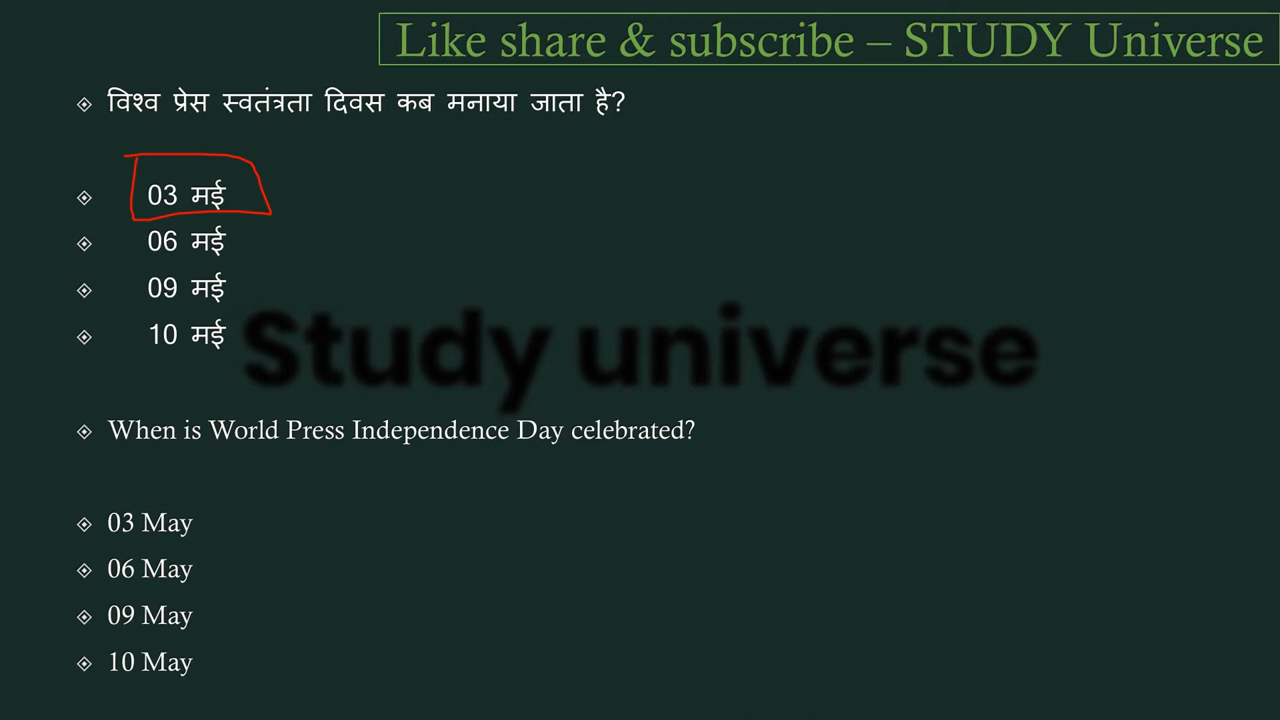 Like share & subscribe – STUDY Universe
विश्व प्रेस स्वतंत्रता दिवस कब मनाया जाता है?
03 मई
06 मई
09 मई
10 मई
Study universe
When is World Press Independence Day celebrated?
03 May
06 May
09 May
10 May